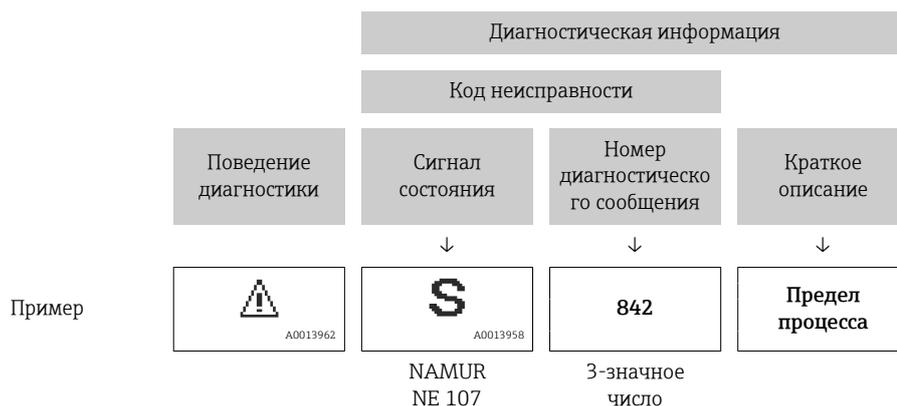 Диагностическая информация
Код неисправности
Поведение
диагностики
Сигнал
состояния
Номер
диагностическо
го сообщения
Краткое
описание
↓ ↓ ↓
Пример
A0013962
S
A0013958
842
Предел
процесса
NAMUR
NE 107
3-значное
число